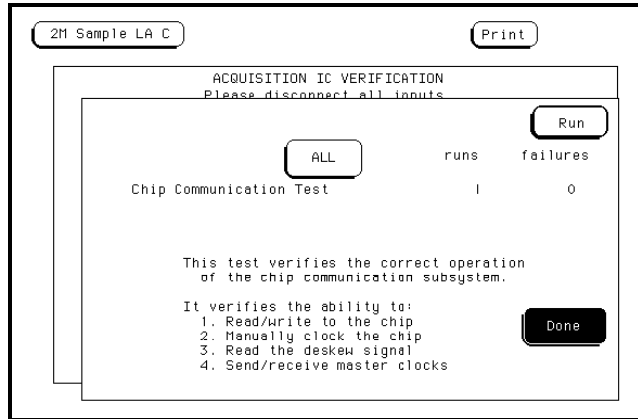 2M Sample LA C Print
ACQUISITION IC VERIFICATION
Please disconnect all inputs
Run
ALL runs failures
Chip Communication Test 1 0
This test verifies the correct operation
of the chip communication subsystem.
It verifies the ability to:
1. Read/write to the chip
2. Manually clock the chip
3. Read the deskew signal
4. Send/receive master clocks
Done